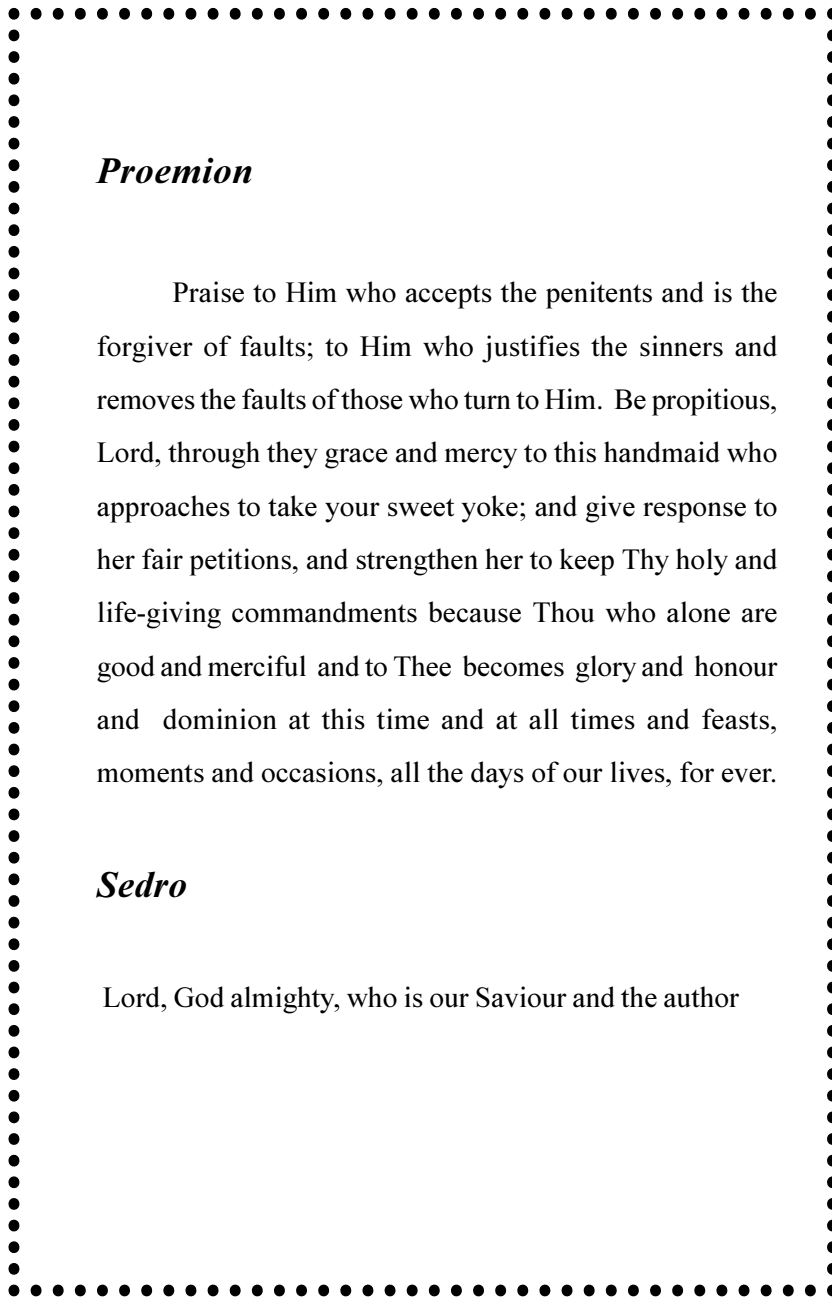 Proemion
Praise to Him who accepts the penitents and is the
forgiver of faults; to Him who justifies the sinners and
removes the faults of those who turn to Him. Be propitious,
Lord, through they grace and mercy to this handmaid who
approaches to take your sweet yoke; and give response to
her fair petitions, and strengthen her to keep Thy holy and
life-giving commandments because Thou who alone are
good and merciful and to Thee becomes glory and honour
and dominion at this time and at all times and feasts,
moments and occasions, all the days of our lives, for ever.
Sedro
Lord, God almighty, who is our Saviour and the author